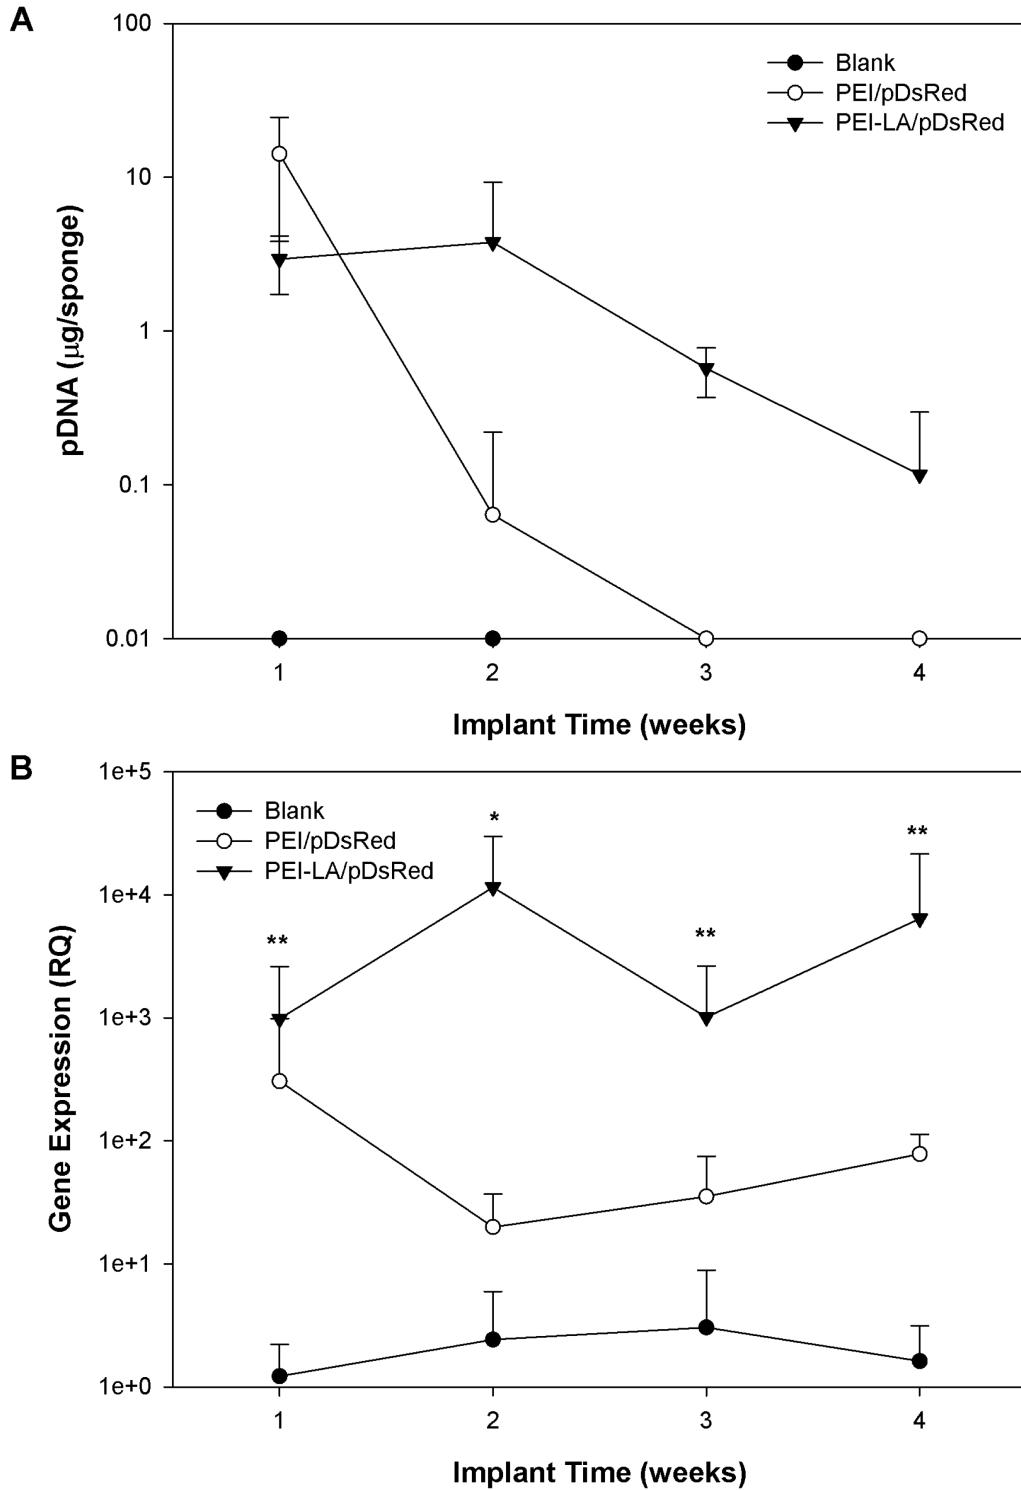 A
100
10
1
0.1
0.01
pDNA (μg/sponge)
Blank
PEI/pDsRed
PEI-LA/pDsRed
1 2 3 4
Implant Time (weeks)
B
1e+5
1e+4
1e+3
1e+2
1e+1
1e+0
Gene Expression (RQ)
Blank
PEI/pDsRed
PEI-LA/pDsRed
**
*
**
**
1 2 3 4
Implant Time (weeks)